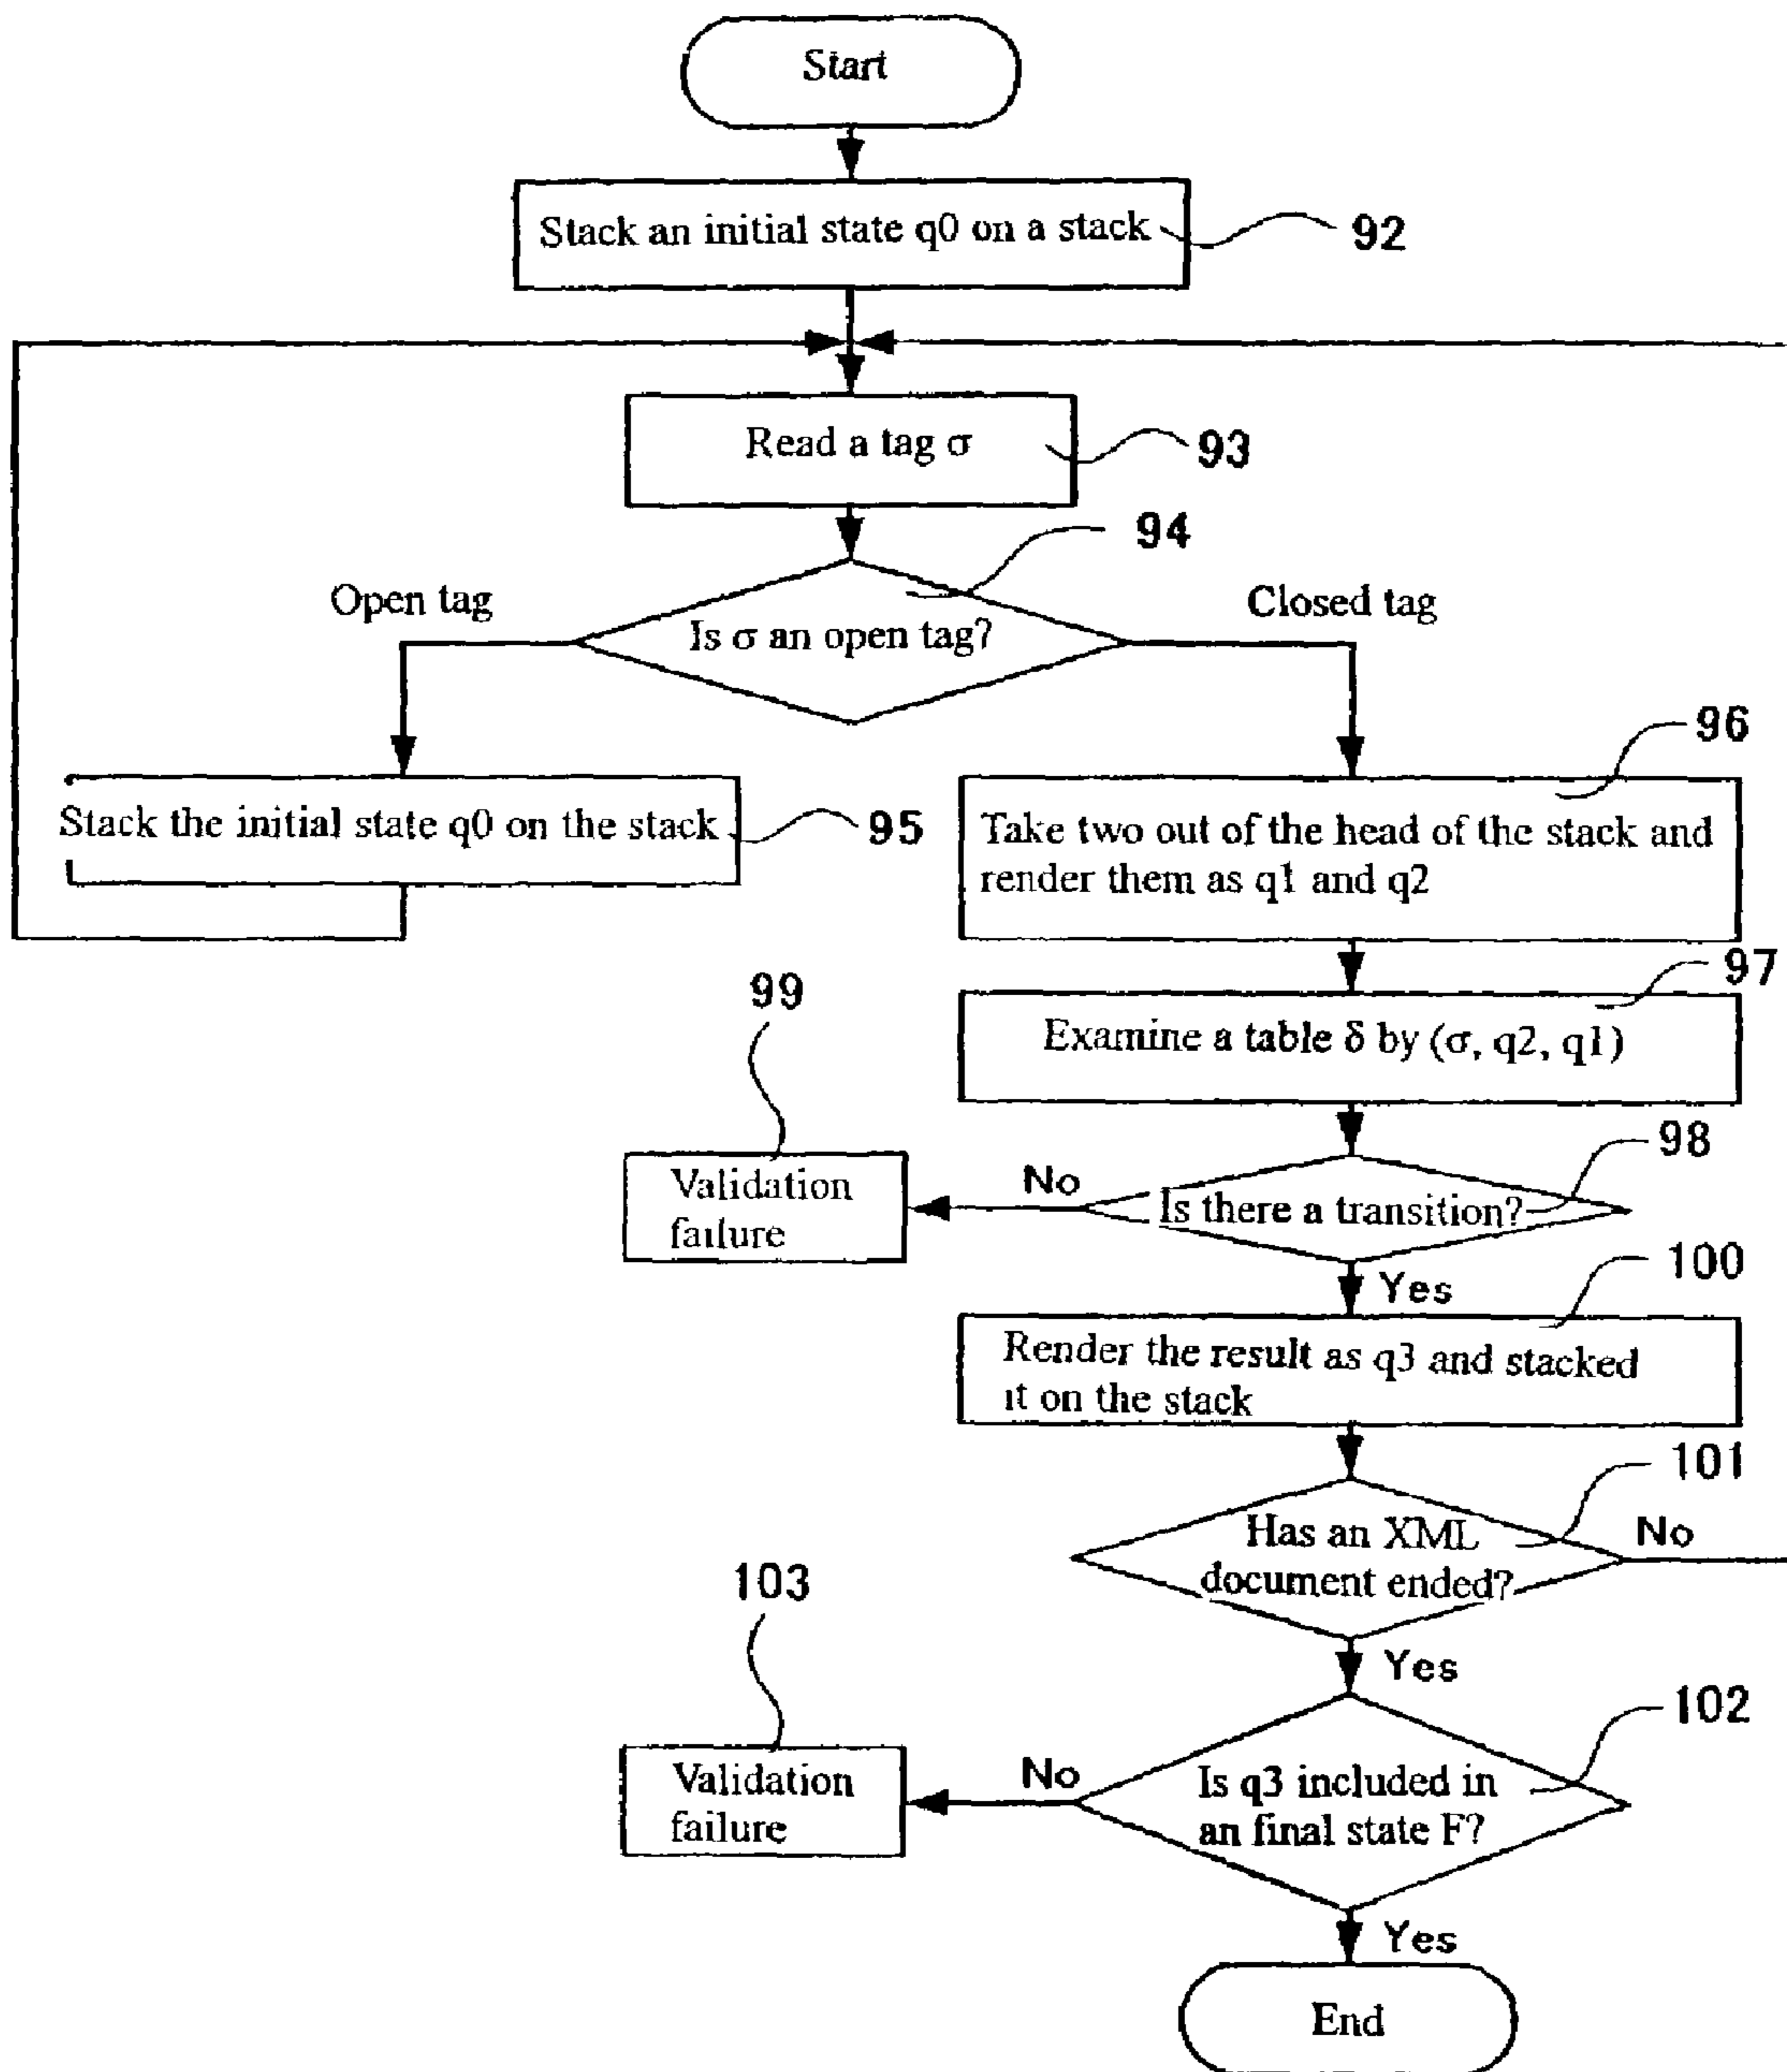 Start
Stack an initial state q0 on a stack
92
Read a tag σ
93
94
Open tag
Closed tag
Is σ an open tag?
96
Stack the initial state q0 on the stack
95
Take two out of the head of the stack and
render them as q1 and q2
97
99
Examine a table δ by (σ, q2, q1)
98
Validation
failure
No
Is there a transition?
100
Yes
Render the result as q3 and stacked
it on the stack
101
Has an XML
document ended?
No
103
Yes
102
Validation
failure
No
Is q3 included in
an final state F?
Yes
End